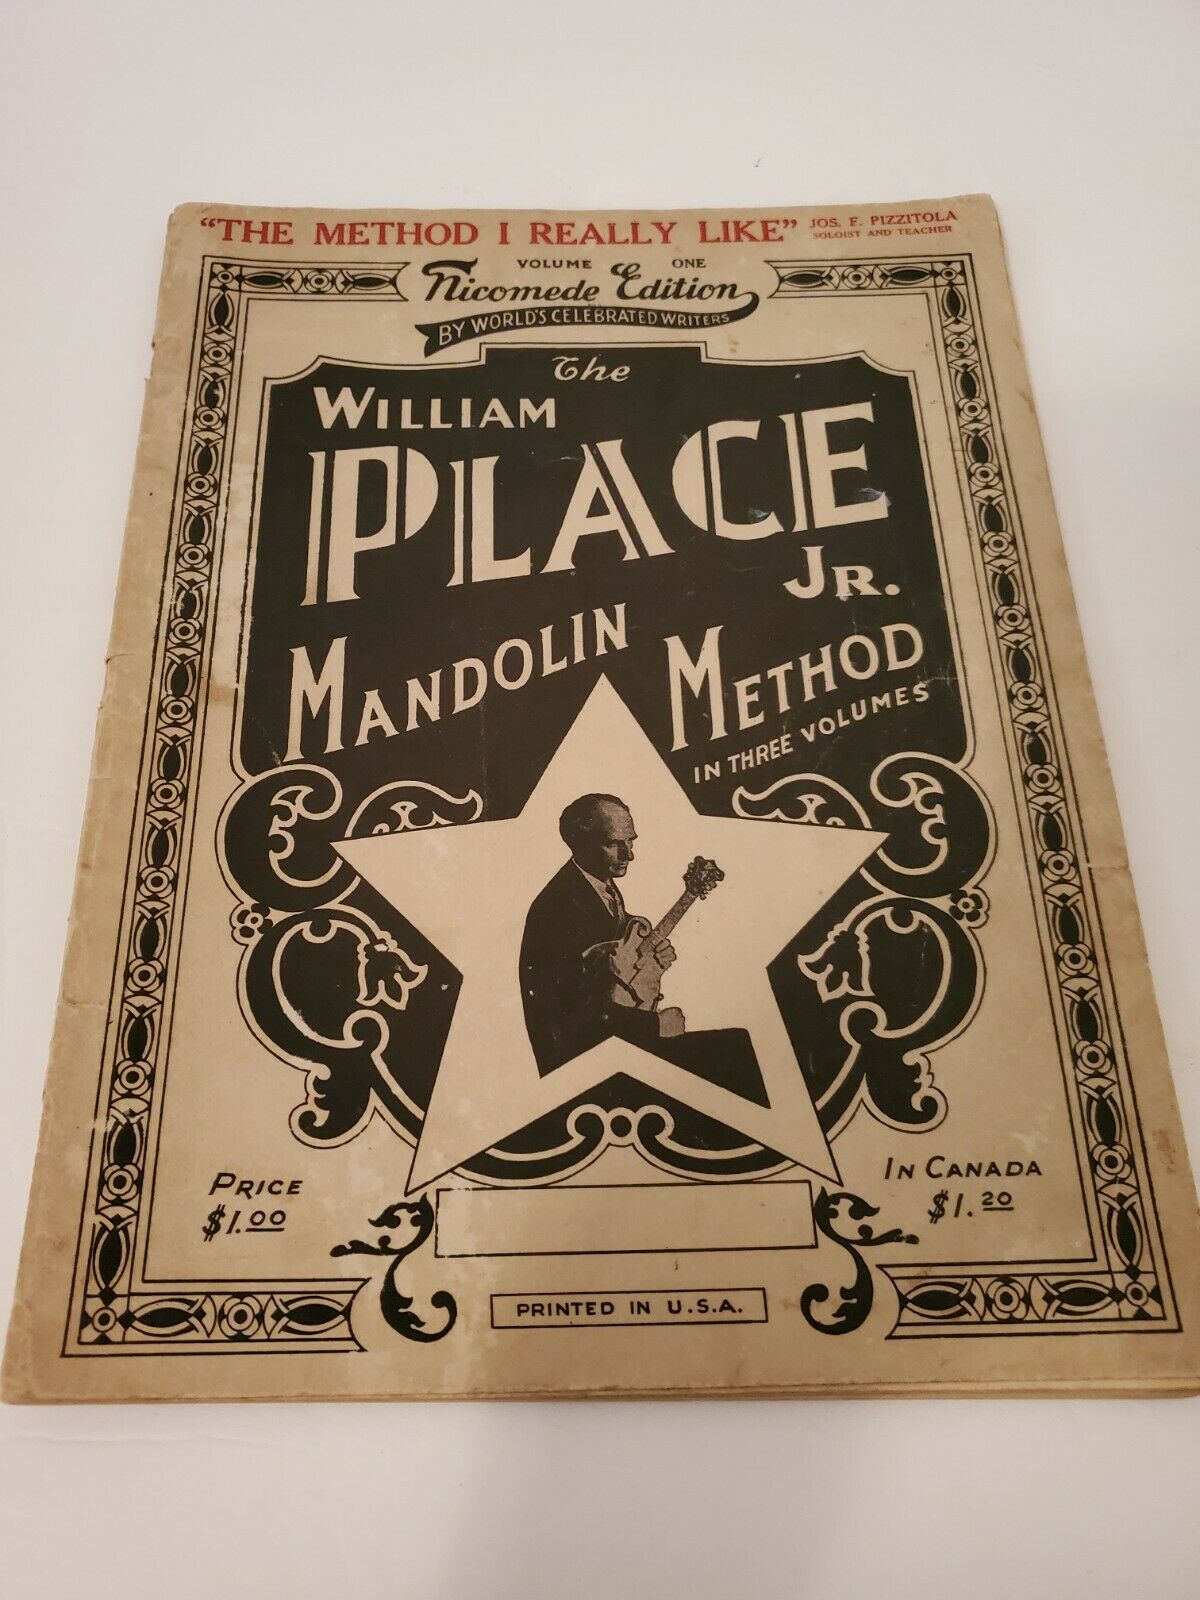 "THE METHOD I REALLY LIKE" JOS. F. PIZZITOLA
SOLOIST AND TEACHER
VOLUME ONE
Nicomede Edition
BY WORLD'S CELEBRATED WRITERS
The
WILLIAM
PLACE
JR.
MANDOLIN METHOD
IN THREE VOLUMES
PRICE
$1.00
IN CANADA
$1.20
PRINTED IN U.S.A.